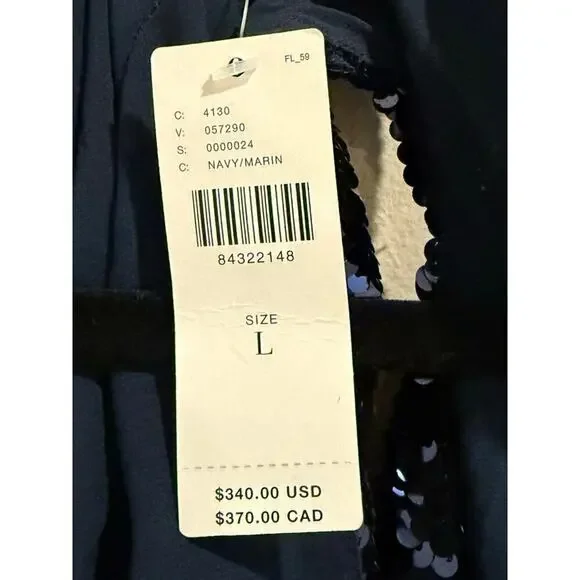 FL_59
C: 4130
V: 057290
S: 0000024
C: NAVY/MARIN
84322148
SIZE
L
$340.00 USD
$370.00 CAD